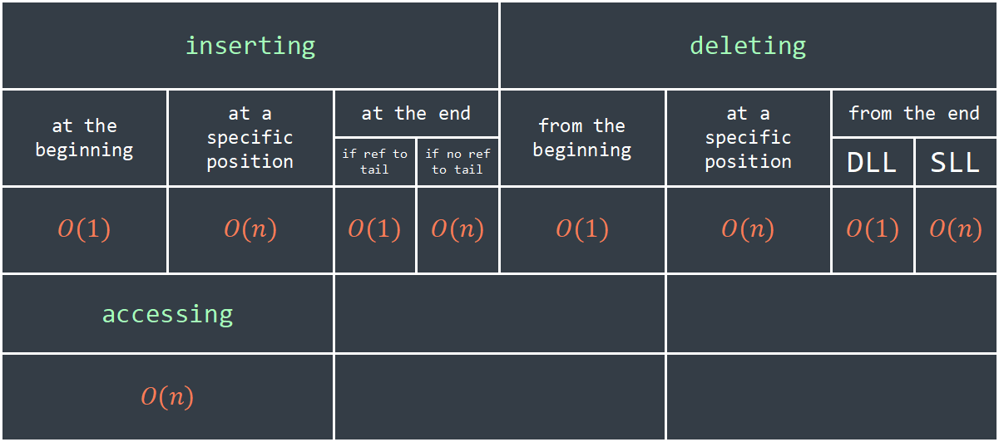 inserting
deleting
at the
beginning
at a
specific
position
at the end
if ref to
tail
if no ref
to tail
from the
beginning
at a
specific
position
from the end
DLL
SLL
O(1)
O(n)
O(1)
O(n)
O(1)
O(n)
O(1)
O(n)
accessing
O(n)